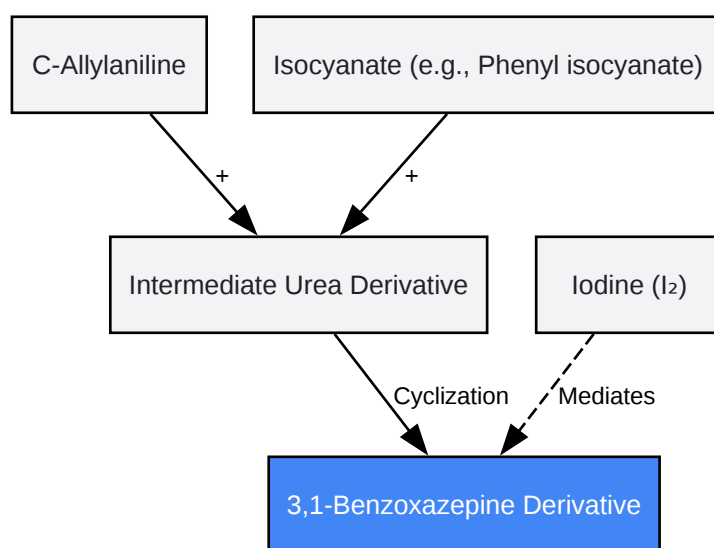 C-Allylaniline
Isocyanate (e.g., Phenyl isocyanate)
+
+
Intermediate Urea Derivative
Iodine (I₂)
Cyclization
Mediates
3,1-Benzoxazepine Derivative